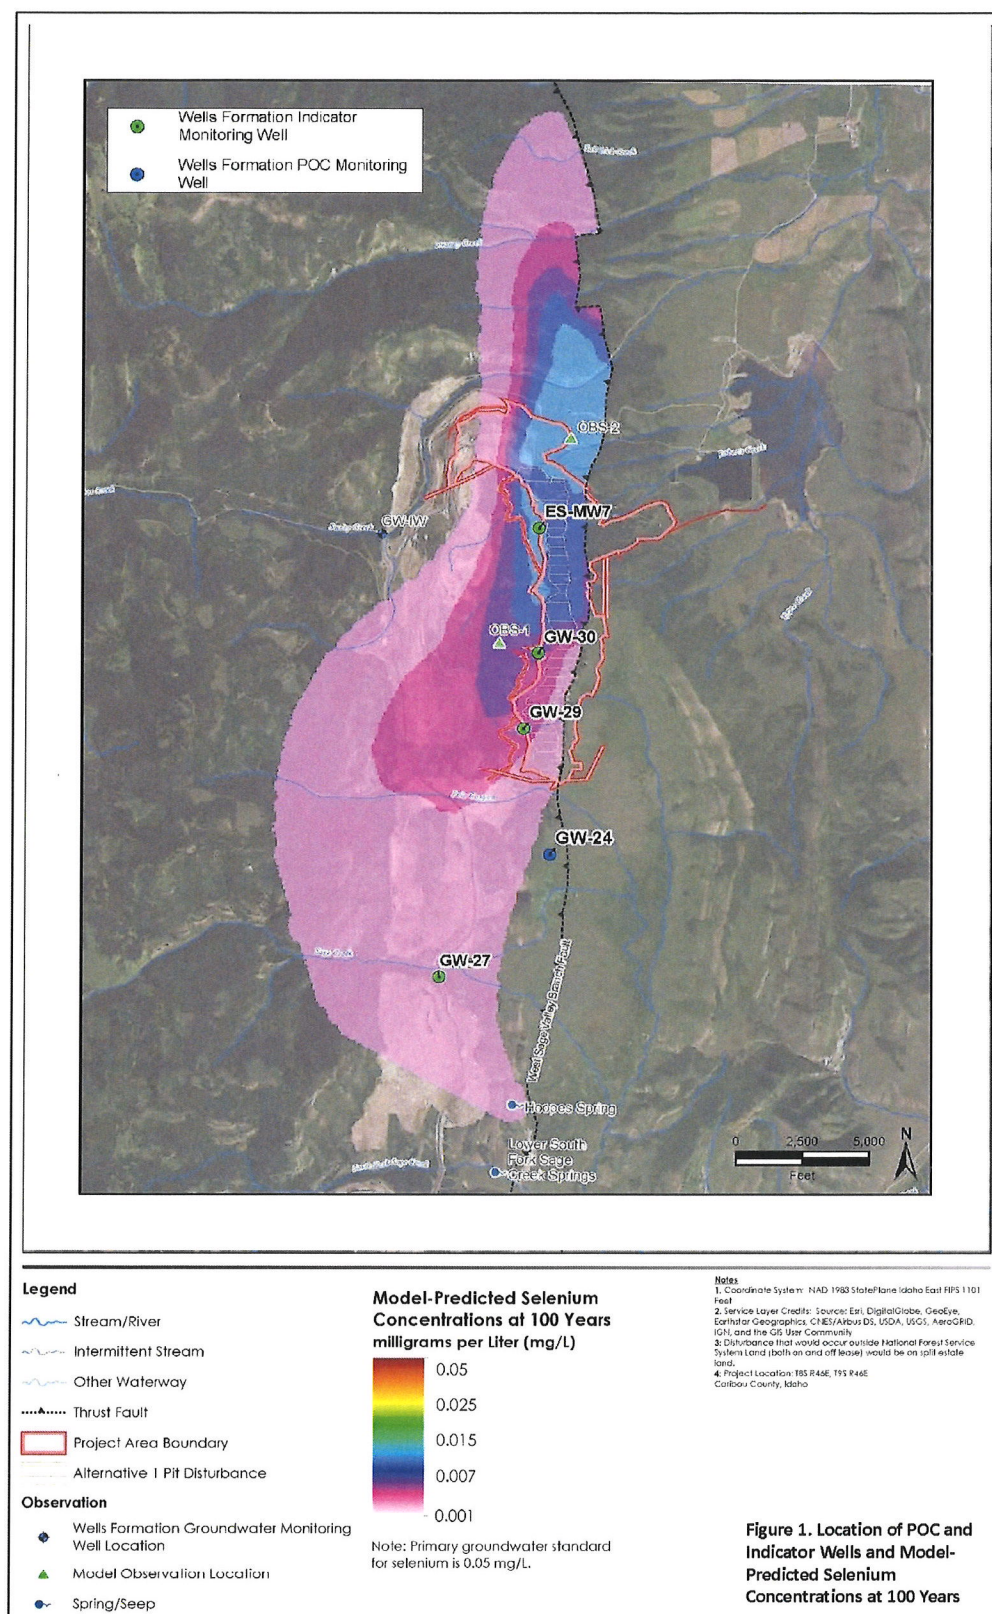 Wells Formation Indicator
Monitoring Well
Wells Formation POC Monitoring
Well
OBS-2
ES-MW7
GW-IW
OBS-1
GW-30
GW-29
GW-24
GW-27
Sage Creek
West Sage Valley Branch Fault
Hoopes Spring
Lower South
Fork Sage
Creek Springs
0 2,500 5,000
Feet
N
Legend
Stream/River
Intermittent Stream
Other Waterway
Thrust Fault
Project Area Boundary
Alternative 1 Pit Disturbance
Observation
Wells Formation Groundwater Monitoring
Well Location
Model Observation Location
Spring/Seep
Model-Predicted Selenium
Concentrations at 100 Years
milligrams per Liter (mg/L)
0.05
0.025
0.015
0.007
0.001
Note: Primary groundwater standard
for selenium is 0.05 mg/L.
Notes
1. Coordinate System: NAD 1983 StatePlane Idaho East FIPS 1101
Feet
2. Service Layer Credits: Source: Esri, DigitalGlobe, GeoEye,
Earthstar Geographics, CNES/Airbus DS, USDA, USGS, AeroGRID,
IGN, and the GIS User Community
3: Disturbance that would occur outside National Forest Service
System Land (both on and off lease) would be on split estate
land.
4: Project Location: T8S R46E, T9S R46E
Caribou County, Idaho
Figure 1. Location of POC and
Indicator Wells and Model-
Predicted Selenium
Concentrations at 100 Years